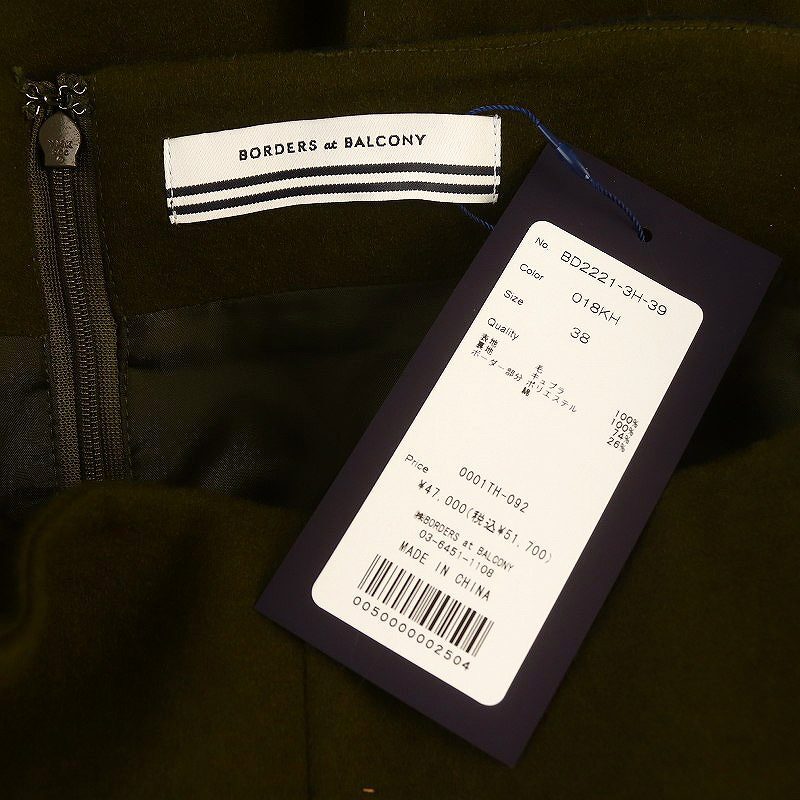 BORDERS at BALCONY
No. BD2221-3H-39
Color 018KH
Size 38
Quality
表地 毛 100%
裏地 キュプラ 100%
ボーダー部分 ポリエステル 74%
綿 26%
0001TH-092
Price ¥47,000(税込¥51,700)
㈱BORDERS at BALCONY
03-6451-1108
MADE IN CHINA
0050000002504